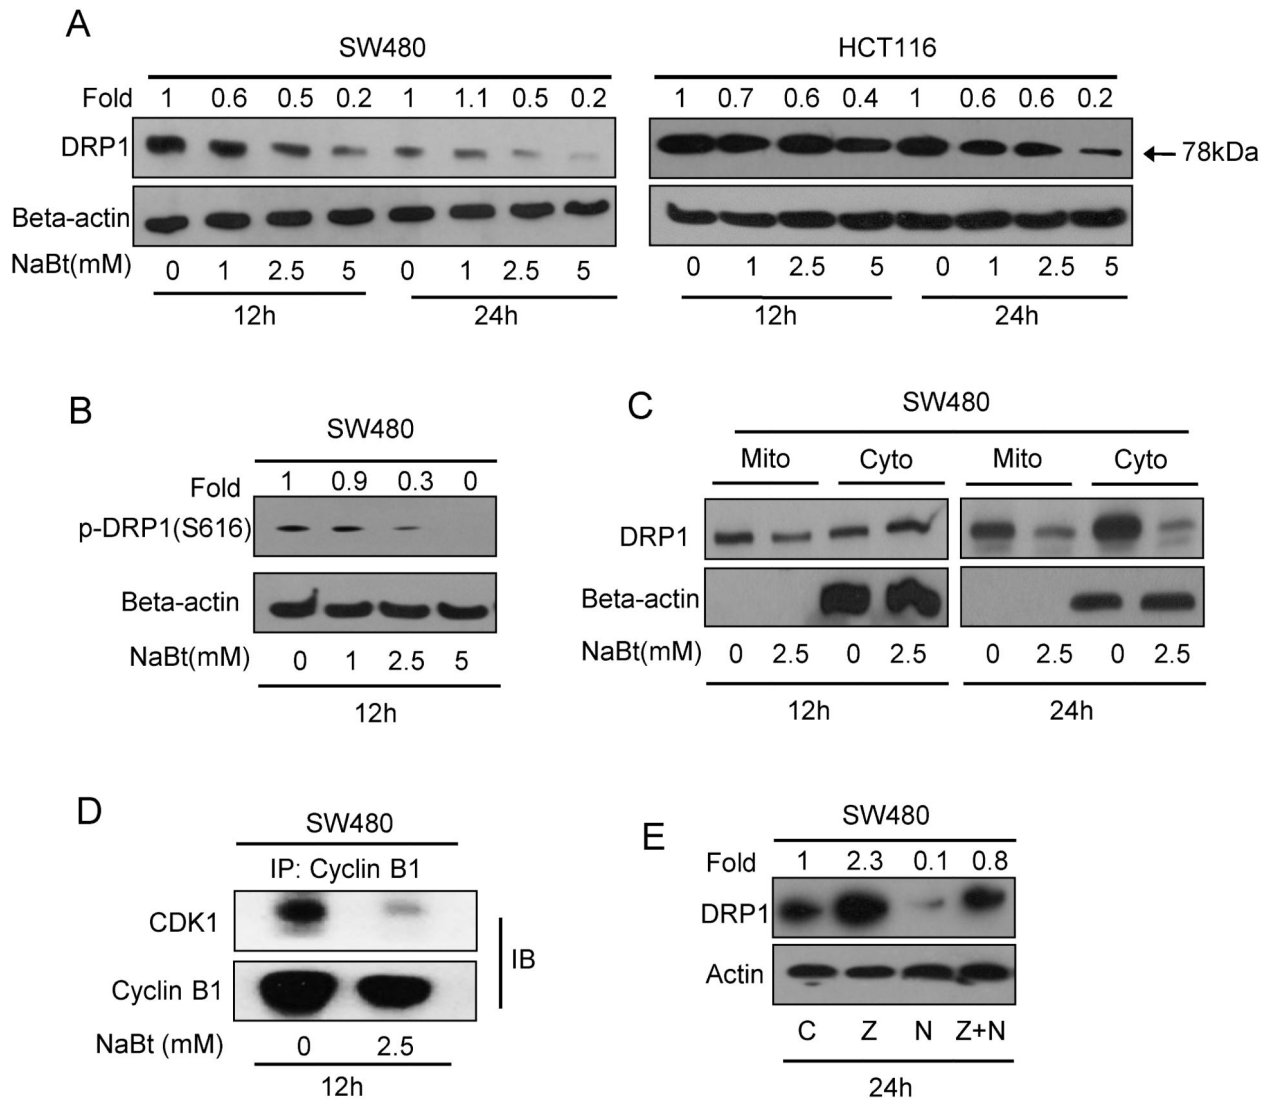 A
SW480 HCT116
Fold 1 0.6 0.5 0.2 1 1.1 0.5 0.2 1 0.7 0.6 0.4 1 0.6 0.6 0.2
DRP1 78kDa
Beta-actin
NaBt(mM) 0 1 2.5 5 0 1 2.5 5 0 1 2.5 5 0 1 2.5 5
12h 24h 12h 24h
B
SW480
Fold 1 0.9 0.3 0
p-DRP1(S616)
Beta-actin
NaBt(mM) 0 1 2.5 5
12h
C
SW480
Mito Cyto Mito Cyto
DRP1
Beta-actin
NaBt(mM) 0 2.5 0 2.5 0 2.5 0 2.5
12h 24h
D
SW480
IP: Cyclin B1
CDK1
IB
Cyclin B1
NaBt (mM) 0 2.5
12h
E
SW480
Fold 1 2.3 0.1 0.8
DRP1
Actin
C Z N Z+N
24h